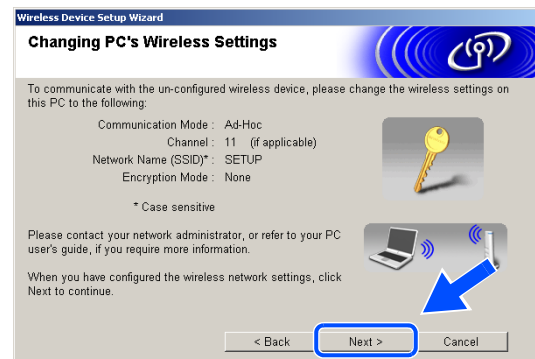 Wireless Device Setup Wizard
Changing PC's Wireless Settings
To communicate with the un-configured wireless device, please change the wireless settings on
this PC to the following:
Communication Mode : Ad-Hoc
Channel : 11 (if applicable)
Network Name (SSID)* : SETUP
Encryption Mode : None
* Case sensitive
Please contact your network administrator, or refer to your PC
user's guide, if you require more information.
When you have configured the wireless network settings, click
Next to continue.
< Back Next > Cancel